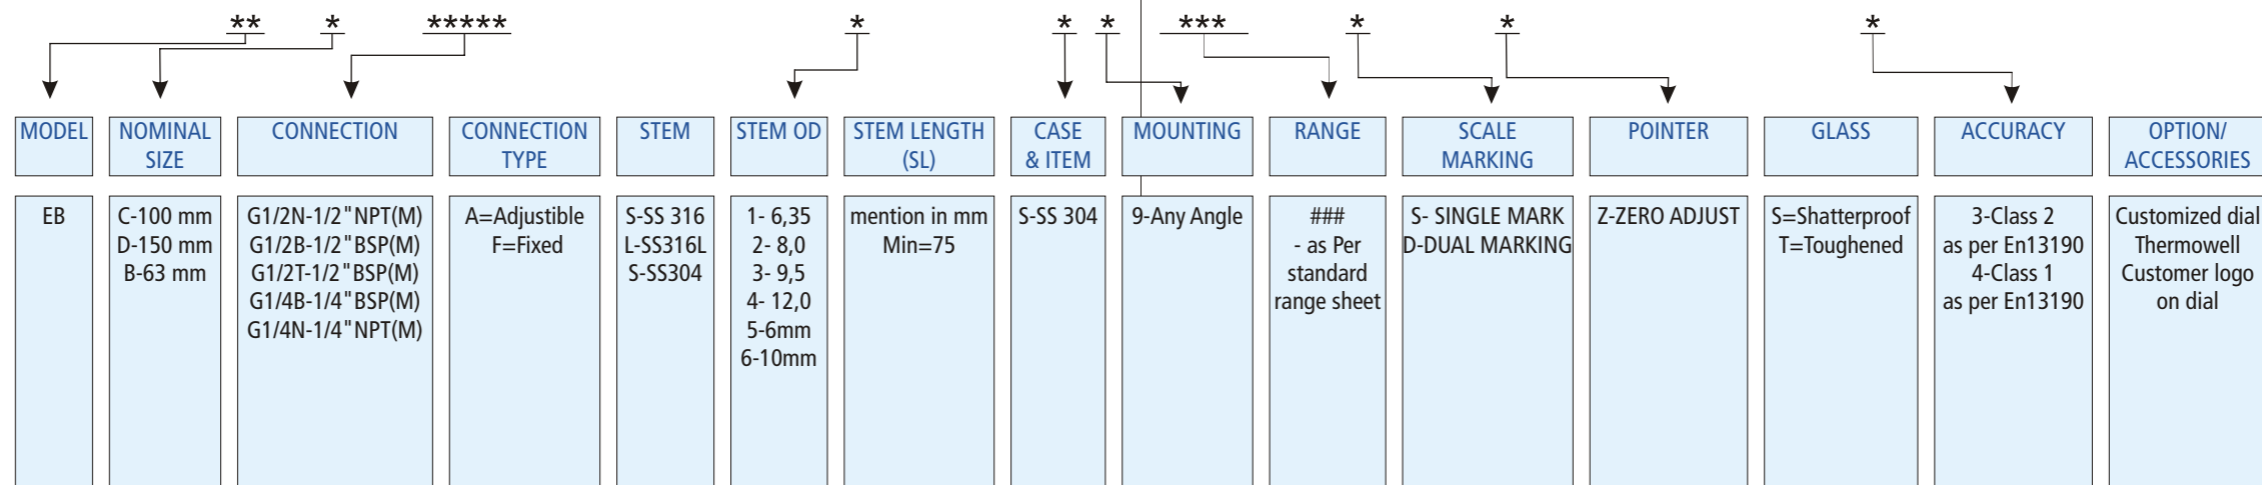 ** * ***** * * * *** * * *
MODEL
NOMINAL
SIZE
CONNECTION
CONNECTION
TYPE
STEM
STEM OD
STEM LENGTH
(SL)
CASE
& ITEM
MOUNTING
RANGE
SCALE
MARKING
POINTER
GLASS
ACCURACY
OPTION/
ACCESSORIES
EB
C-100 mm
D-150 mm
B-63 mm
G1/2N-1/2"NPT(M)
G1/2B-1/2"BSP(M)
G1/2T-1/2"BSP(M)
G1/4B-1/4"BSP(M)
G1/4N-1/4"NPT(M)
A=Adjustible
F=Fixed
S-SS 316
L-SS316L
S-SS304
1- 6,35
2- 8,0
3- 9,5
4- 12,0
5-6mm
6-10mm
mention in mm
Min=75
S-SS 304
9-Any Angle
###
- as Per
standard
range sheet
S- SINGLE MARK
D-DUAL MARKING
Z-ZERO ADJUST
S=Shatterproof
T=Toughened
3-Class 2
as per En13190
4-Class 1
as per En13190
Customized dial
Thermowell
Customer logo
on dial